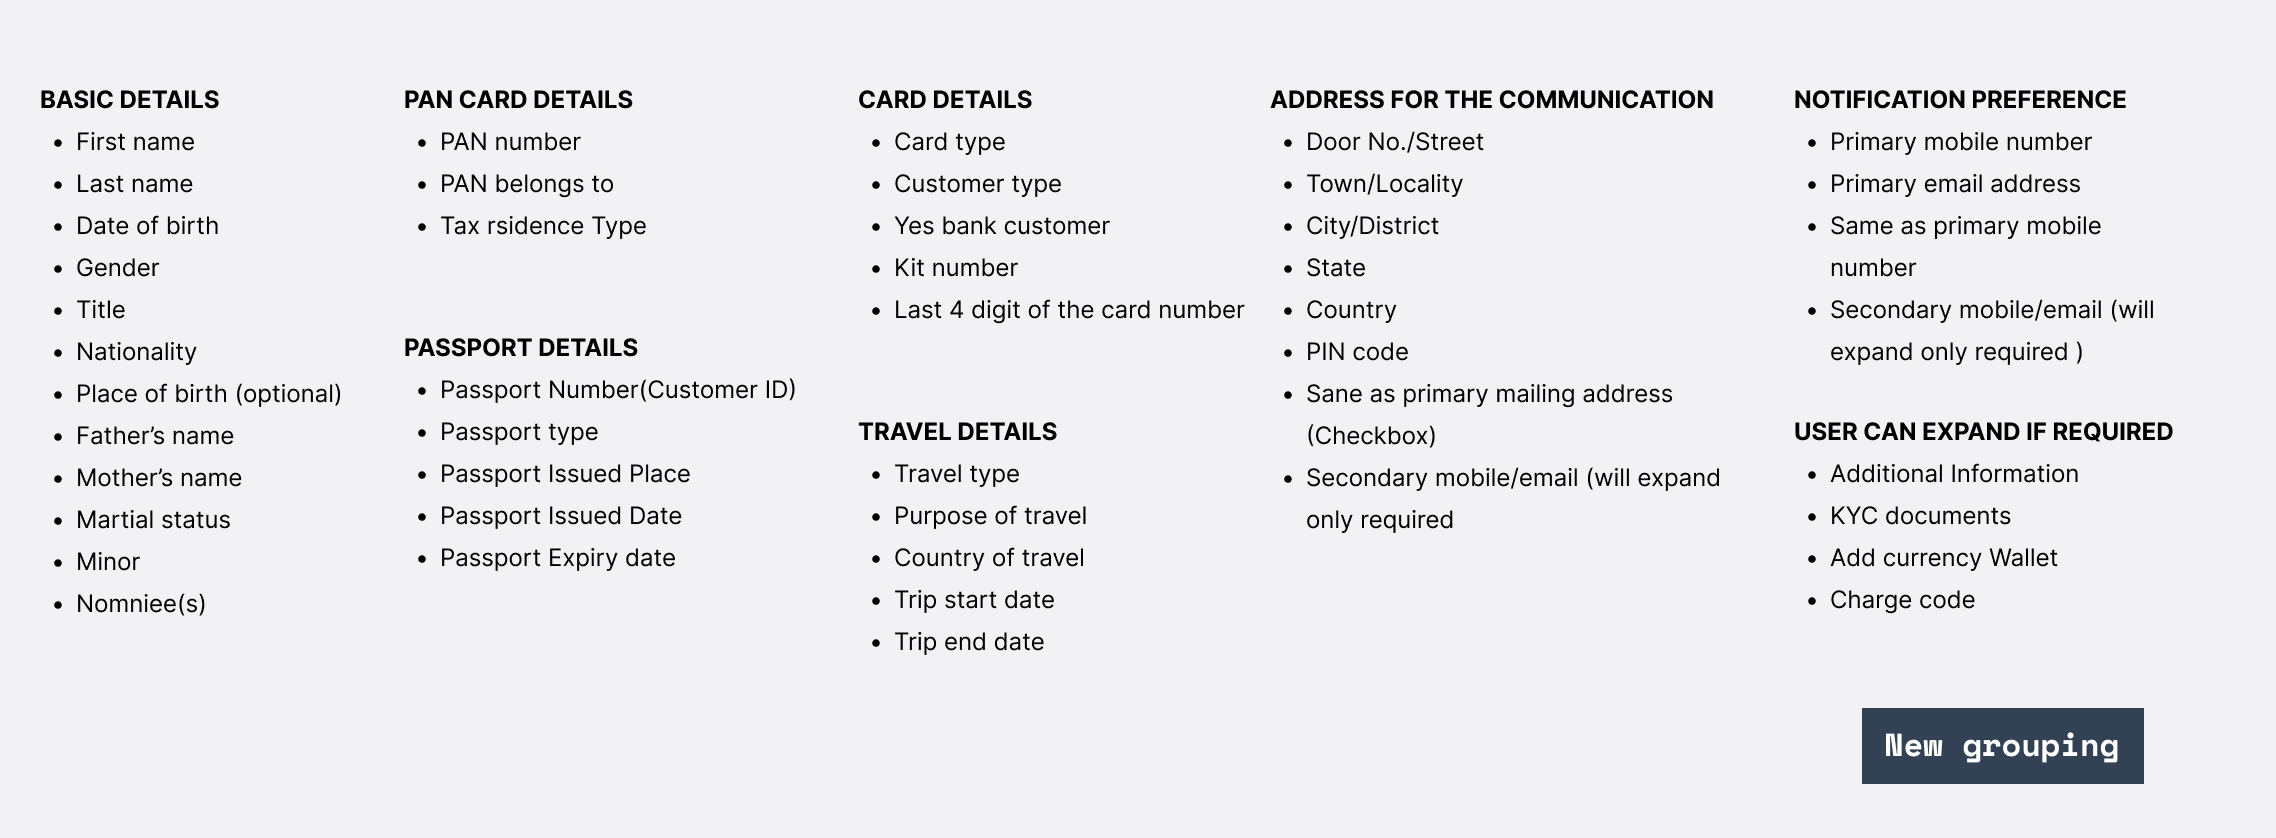 BASIC DETAILS
• First name
• Last name
• Date of birth
• Gender
• Title
• Nationality
• Place of birth (optional)
• Father’s name
• Mother’s name
• Martial status
• Minor
• Nomniee(s)
PAN CARD DETAILS
• PAN number
• PAN belongs to
• Tax rsidence Type
PASSPORT DETAILS
• Passport Number(Customer ID)
• Passport type
• Passport Issued Place
• Passport Issued Date
• Passport Expiry date
CARD DETAILS
• Card type
• Customer type
• Yes bank customer
• Kit number
• Last 4 digit of the card number
TRAVEL DETAILS
• Travel type
• Purpose of travel
• Country of travel
• Trip start date
• Trip end date
ADDRESS FOR THE COMMUNICATION
• Door No./Street
• Town/Locality
• City/District
• State
• Country
• PIN code
• Sane as primary mailing address
(Checkbox)
• Secondary mobile/email (will expand
only required
NOTIFICATION PREFERENCE
• Primary mobile number
• Primary email address
• Same as primary mobile
number
• Secondary mobile/email (will
expand only required )
USER CAN EXPAND IF REQUIRED
• Additional Information
• KYC documents
• Add currency Wallet
• Charge code
New grouping